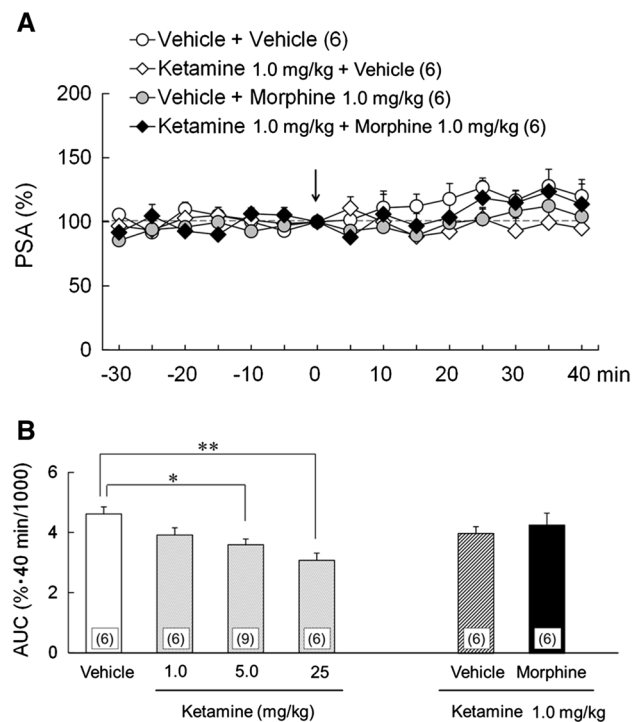 A
Vehicle + Vehicle (6)
Ketamine 1.0 mg/kg + Vehicle (6)
Vehicle + Morphine 1.0 mg/kg (6)
Ketamine 1.0 mg/kg + Morphine 1.0 mg/kg (6)
PSA (%)
200
150
100
50
0
-30 -20 -10 0 10 20 30 40 min
B
** 
*
AUC (%·40 min/1000)
6
4
2
0
(6) (6) (9) (6) (6) (6)
Vehicle 1.0 5.0 25 Vehicle Morphine
Ketamine (mg/kg) Ketamine 1.0 mg/kg